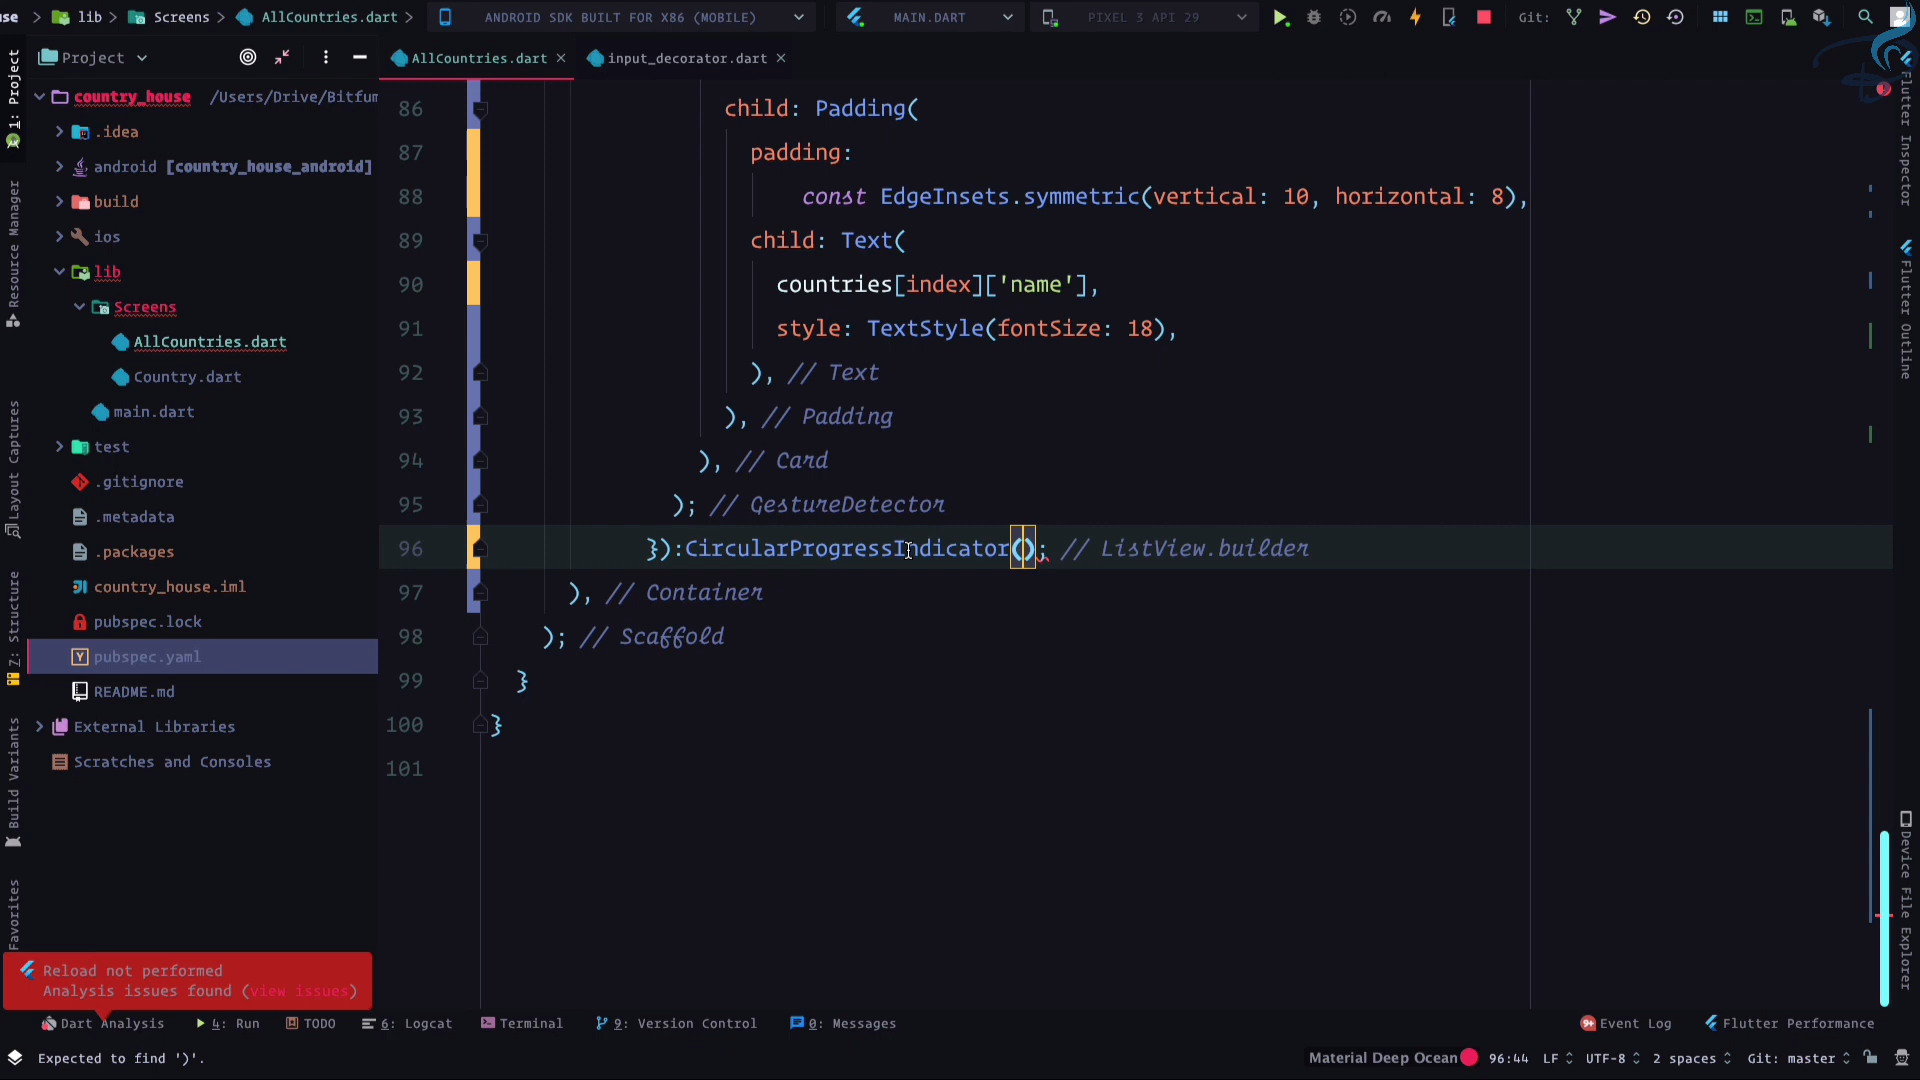 se > lib > Screens > AllCountries.dart >
ANDROID SDK BUILT FOR X86 (MOBILE)
MAIN.DART
PIXEL 3 API 29
Git:
Project
AllCountries.dart
input_decorator.dart
country_house /Users/Drive/Bitfum
.idea
android [country_house_android]
build
ios
lib
Screens
AllCountries.dart
Country.dart
main.dart
test
.gitignore
.metadata
.packages
country_house.iml
pubspec.lock
pubspec.yaml
README.md
External Libraries
Scratches and Consoles
1: Project
Resource Manager
Layout Captures
7: Structure
Build Variants
Favorites
86 child: Padding(
87 padding:
88 const EdgeInsets.symmetric(vertical: 10, horizontal: 8),
89 child: Text(
90 countries[index]['name'],
91 style: TextStyle(fontSize: 18),
92 ), // Text
93 ), // Padding
94 ), // Card
95 ); // GestureDetector
96 }):CircularProgressIndicator(); // ListView.builder
97 ), // Container
98 ); // Scaffold
99 }
100 }
101
Flutter Inspector
Flutter Outline
Device File Explorer
Reload not performed
Analysis issues found (view issues)
Dart Analysis
4: Run
TODO
6: Logcat
Terminal
9: Version Control
0: Messages
9+ Event Log
Flutter Performance
Expected to find ')'.
Material Deep Ocean
96:44
LF
UTF-8
2 spaces
Git: master